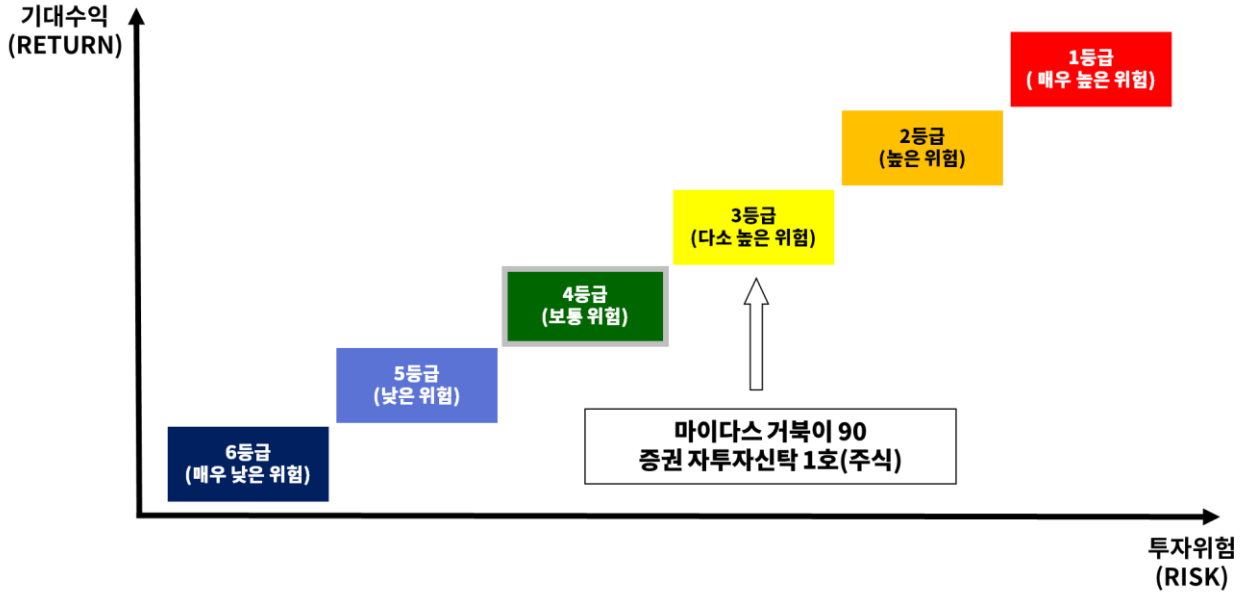 기대수익
(RETURN)
1등급
( 매우 높은 위험)
2등급
(높은 위험)
3등급
(다소 높은 위험)
4등급
(보통 위험)
5등급
(낮은 위험)
6등급
(매우 낮은 위험)
마이다스 거북이 90
증권 자투자신탁 1호(주식)
투자위험
(RISK)